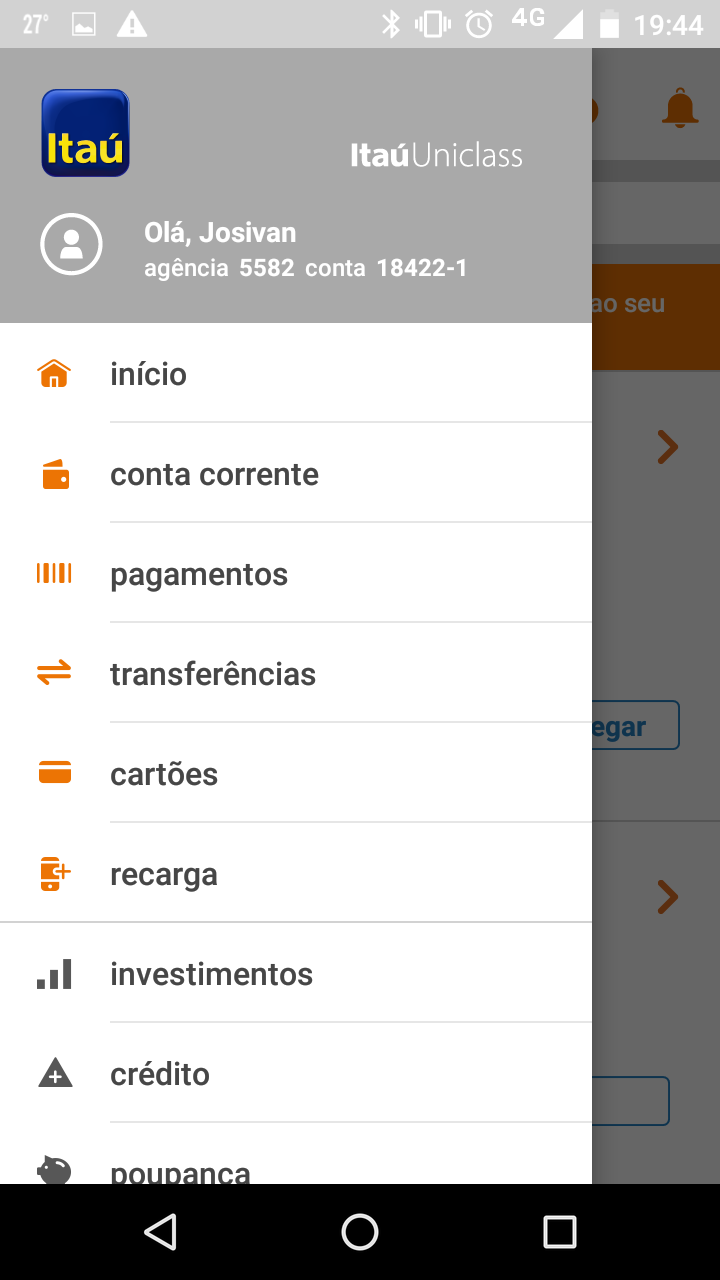 27°
4G 19:44
Itaú
ItaúUniclass
Olá, Josivan
agência 5582 conta 18422-1
ao seu
início
conta corrente
pagamentos
transferências
egar
cartões
recarga
investimentos
crédito
poupança